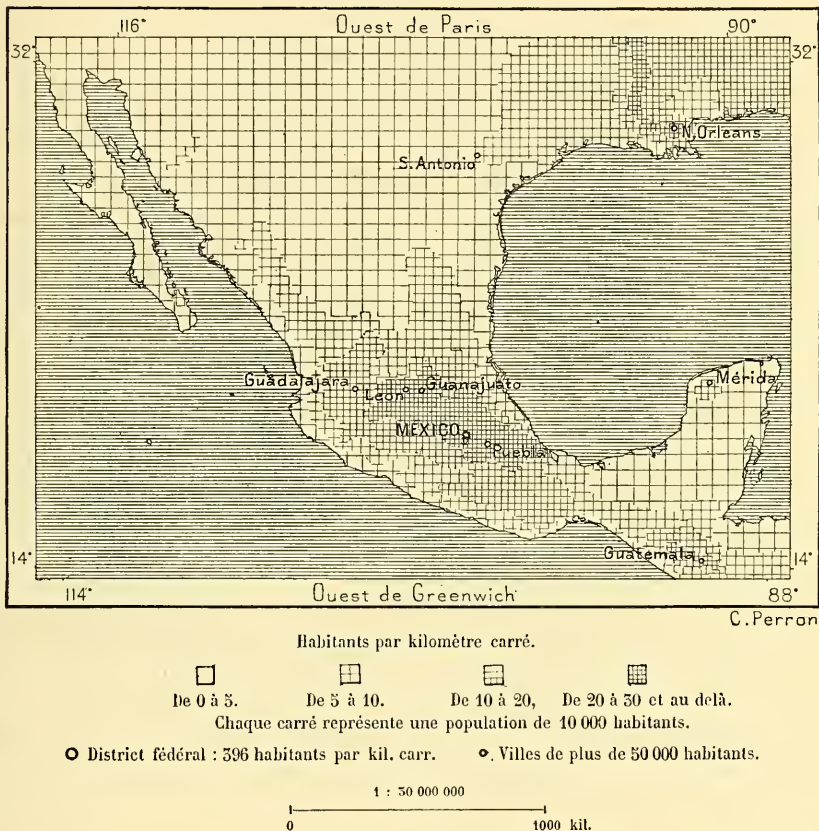 116° Ouest de Paris 90°
32° 32°
N. Orleans
S. Antonio
Guadalajara Leon Guanajuato Mérida
MEXICO
Puebla
Guatemala
14° 14°
114° Ouest de Greenwich 88°
C. Perron
Habitants par kilomètre carré.
De 0 à 5. De 5 à 10. De 10 à 20, De 20 à 30 et au delà.
Chaque carré représente une population de 10 000 habitants.
District fédéral : 396 habitants par kil. carr. Villes de plus de 50 000 habitants.
1 : 30 000 000
0 1000 kil.